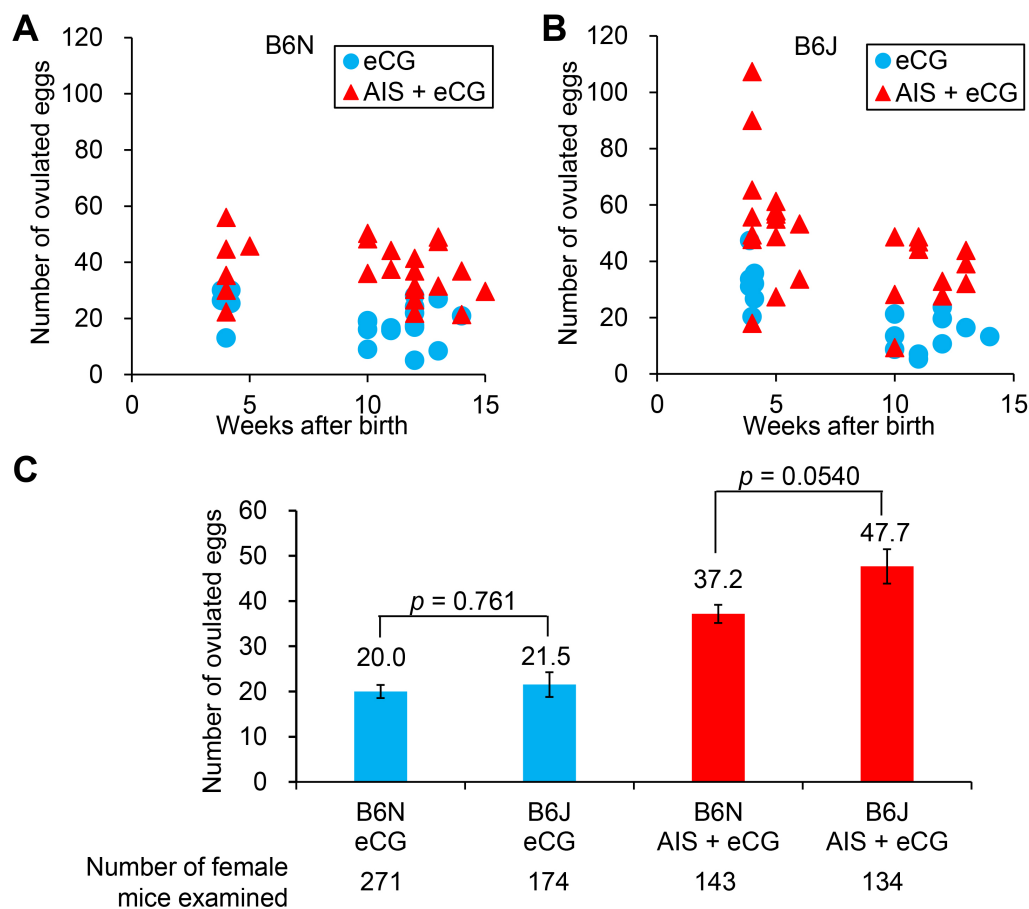 A
B6N
eCG
AIS + eCG
Number of ovulated eggs
120
100
80
60
40
20
0
0 5 10 15
Weeks after birth
B
B6J
eCG
AIS + eCG
Number of ovulated eggs
120
100
80
60
40
20
0
0 5 10 15
Weeks after birth
C
Number of ovulated eggs
60
50
40
30
20
10
0
p = 0.761
p = 0.0540
20.0 21.5 37.2 47.7
B6N B6J B6N B6J
eCG eCG AIS + eCG AIS + eCG
Number of female
mice examined
271 174 143 134